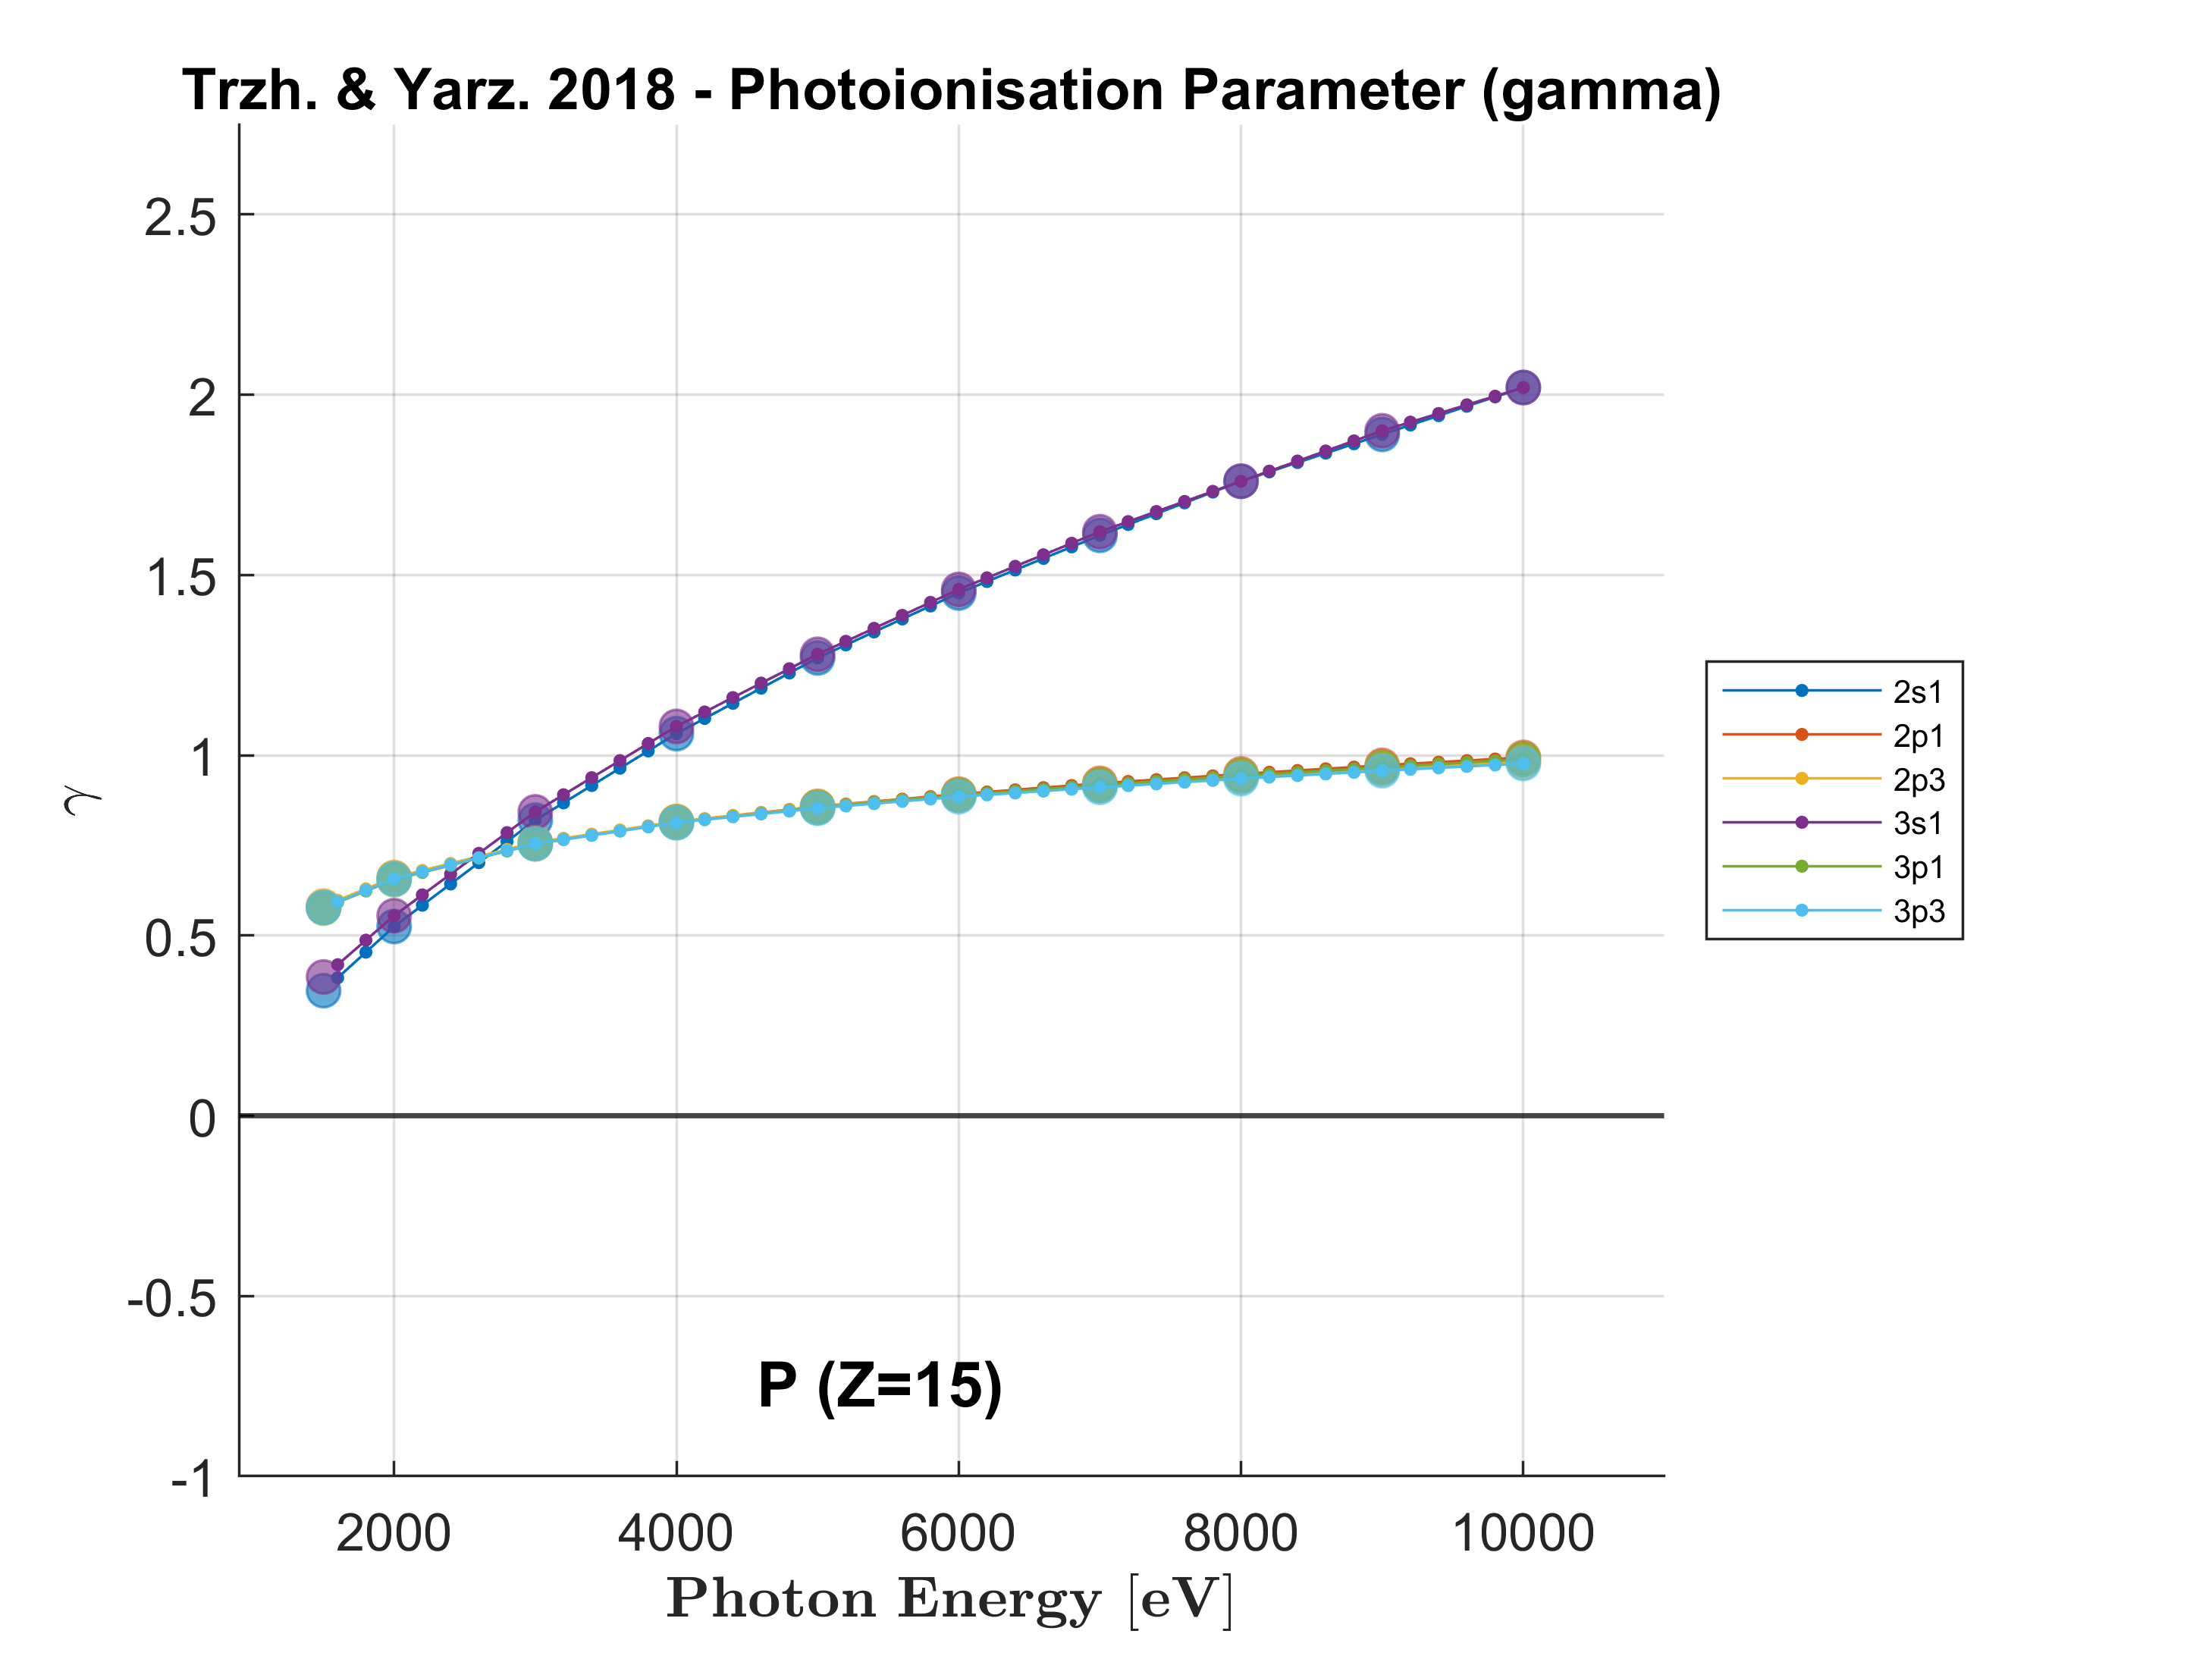 Trzh. & Yarz. 2018 - Photoionisation Parameter (gamma)
2.5
2
1.5
1
0.5
0
-0.5
-1
γ
2s1
2p1
2p3
3s1
3p1
3p3
P (Z=15)
2000 4000 6000 8000 10000
Photon Energy [eV]